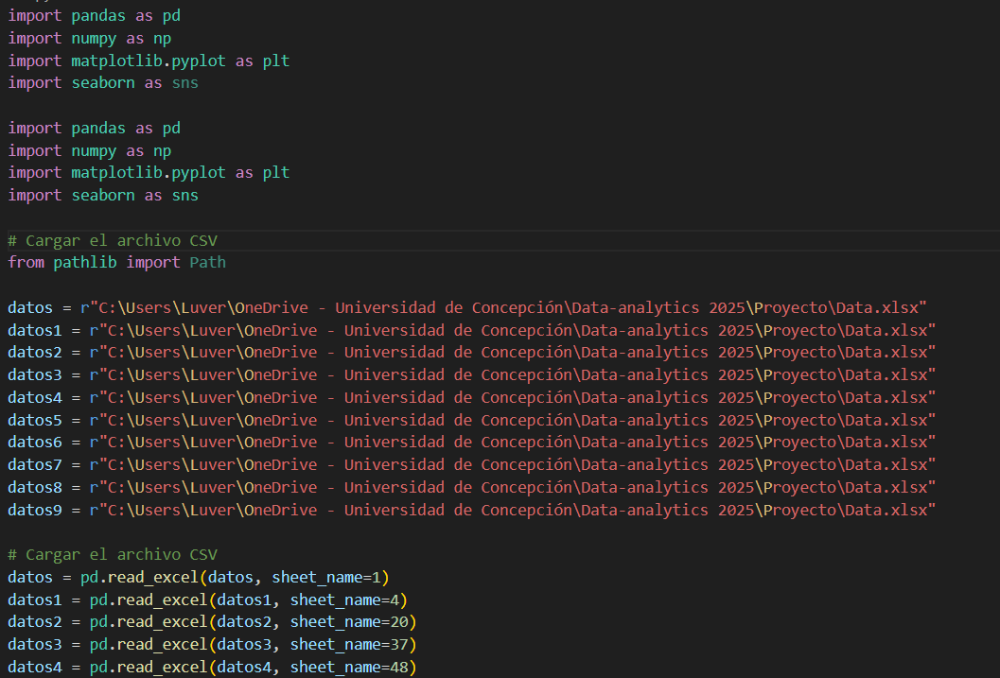 import pandas as pd
import numpy as np
import matplotlib.pyplot as plt
import seaborn as sns
import pandas as pd
import numpy as np
import matplotlib.pyplot as plt
import seaborn as sns
# Cargar el archivo CSV
from pathlib import Path
datos = r"C:\Users\Luver\OneDrive - Universidad de Concepción\Data-analytics 2025\Proyecto\Data.xlsx"
datos1 = r"C:\Users\Luver\OneDrive - Universidad de Concepción\Data-analytics 2025\Proyecto\Data.xlsx"
datos2 = r"C:\Users\Luver\OneDrive - Universidad de Concepción\Data-analytics 2025\Proyecto\Data.xlsx"
datos3 = r"C:\Users\Luver\OneDrive - Universidad de Concepción\Data-analytics 2025\Proyecto\Data.xlsx"
datos4 = r"C:\Users\Luver\OneDrive - Universidad de Concepción\Data-analytics 2025\Proyecto\Data.xlsx"
datos5 = r"C:\Users\Luver\OneDrive - Universidad de Concepción\Data-analytics 2025\Proyecto\Data.xlsx"
datos6 = r"C:\Users\Luver\OneDrive - Universidad de Concepción\Data-analytics 2025\Proyecto\Data.xlsx"
datos7 = r"C:\Users\Luver\OneDrive - Universidad de Concepción\Data-analytics 2025\Proyecto\Data.xlsx"
datos8 = r"C:\Users\Luver\OneDrive - Universidad de Concepción\Data-analytics 2025\Proyecto\Data.xlsx"
datos9 = r"C:\Users\Luver\OneDrive - Universidad de Concepción\Data-analytics 2025\Proyecto\Data.xlsx"
# Cargar el archivo CSV
datos = pd.read_excel(datos, sheet_name=1)
datos1 = pd.read_excel(datos1, sheet_name=4)
datos2 = pd.read_excel(datos2, sheet_name=20)
datos3 = pd.read_excel(datos3, sheet_name=37)
datos4 = pd.read_excel(datos4, sheet_name=48)